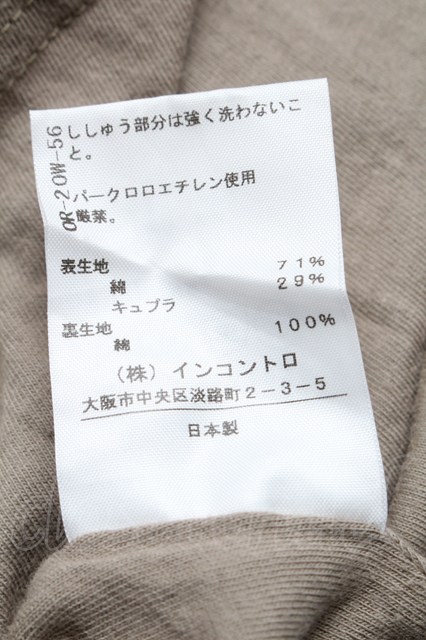 OR-20W-56
ししゅう部分は強く洗わないこ
と。
パークロロエチレン使用
厳禁。
表生地
綿 71%
キュプラ 29%
裏生地
綿 100%
（株）インコントロ
大阪市中央区淡路町２－３－５
日本製